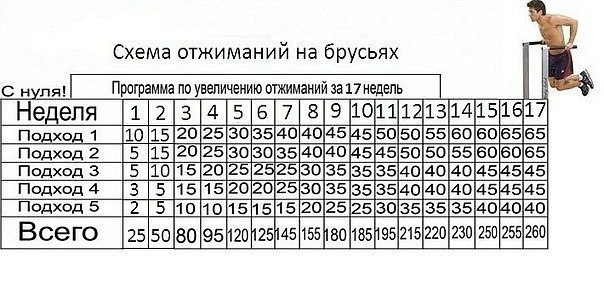 Схема отжиманий на брусьях
С нуля! Программа по увеличению отжиманий за 17 недель
Неделя 1 2 3 4 5 6 7 8 9 10 11 12 13 14 15 16 17
Подход 1 10 15 20 25 30 35 40 40 45 45 50 50 55 60 60 65 65
Подход 2 5 15 20 25 30 30 35 40 40 45 45 50 50 55 60 60 65
Подход 3 5 10 15 20 25 25 25 30 35 35 35 40 40 40 45 45 45
Подход 4 3 5 15 15 20 20 25 30 35 35 35 40 40 40 45 45 45
Подход 5 2 5 10 10 15 15 15 20 25 25 30 35 35 35 40 40 40
Всего 25 50 80 95 120 125 145 155 180 185 195 215 220 230 250 255 260